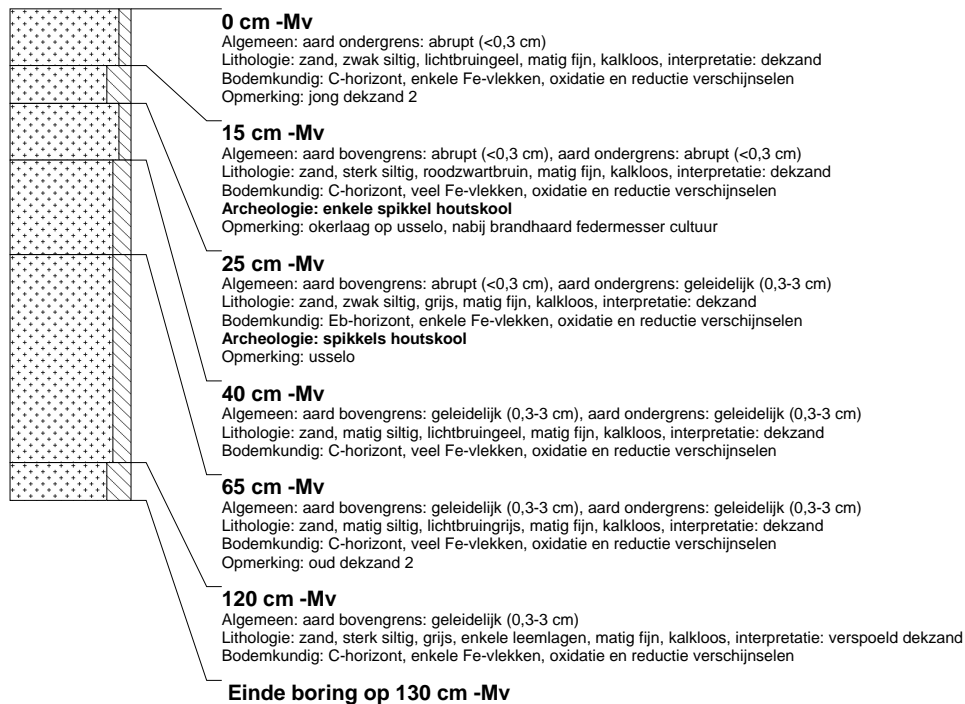 0 cm -Mv
Algemeen: aard ondergrens: abrupt (<0,3 cm)
Lithologie: zand, zwak siltig, lichtbruingeel, matig fijn, kalkloos, interpretatie: dekzand
Bodemkundig: C-horizont, enkele Fe-vlekken, oxidatie en reductie verschijnselen
Opmerking: jong dekzand 2
15 cm -Mv
Algemeen: aard bovengrens: abrupt (<0,3 cm), aard ondergrens: abrupt (<0,3 cm)
Lithologie: zand, sterk siltig, roodzwartbruin, matig fijn, kalkloos, interpretatie: dekzand
Bodemkundig: C-horizont, veel Fe-vlekken, oxidatie en reductie verschijnselen
Archeologie: enkele spikkel houtskool
Opmerking: okerlaag op usselo, nabij brandhaard federmesser cultuur
25 cm -Mv
Algemeen: aard bovengrens: abrupt (<0,3 cm), aard ondergrens: geleidelijk (0,3-3 cm)
Lithologie: zand, zwak siltig, grijs, matig fijn, kalkloos, interpretatie: dekzand
Bodemkundig: Eb-horizont, enkele Fe-vlekken, oxidatie en reductie verschijnselen
Archeologie: spikkels houtskool
Opmerking: usselo
40 cm -Mv
Algemeen: aard bovengrens: geleidelijk (0,3-3 cm), aard ondergrens: geleidelijk (0,3-3 cm)
Lithologie: zand, matig siltig, lichtbruingeel, matig fijn, kalkloos, interpretatie: dekzand
Bodemkundig: C-horizont, veel Fe-vlekken, oxidatie en reductie verschijnselen
65 cm -Mv
Algemeen: aard bovengrens: geleidelijk (0,3-3 cm), aard ondergrens: geleidelijk (0,3-3 cm)
Lithologie: zand, matig siltig, lichtbruingrijs, matig fijn, kalkloos, interpretatie: dekzand
Bodemkundig: C-horizont, veel Fe-vlekken, oxidatie en reductie verschijnselen
Opmerking: oud dekzand 2
120 cm -Mv
Algemeen: aard bovengrens: geleidelijk (0,3-3 cm)
Lithologie: zand, sterk siltig, grijs, enkele leemlagen, matig fijn, kalkloos, interpretatie: verspoeld dekzand
Bodemkundig: C-horizont, enkele Fe-vlekken, oxidatie en reductie verschijnselen
Einde boring op 130 cm -Mv